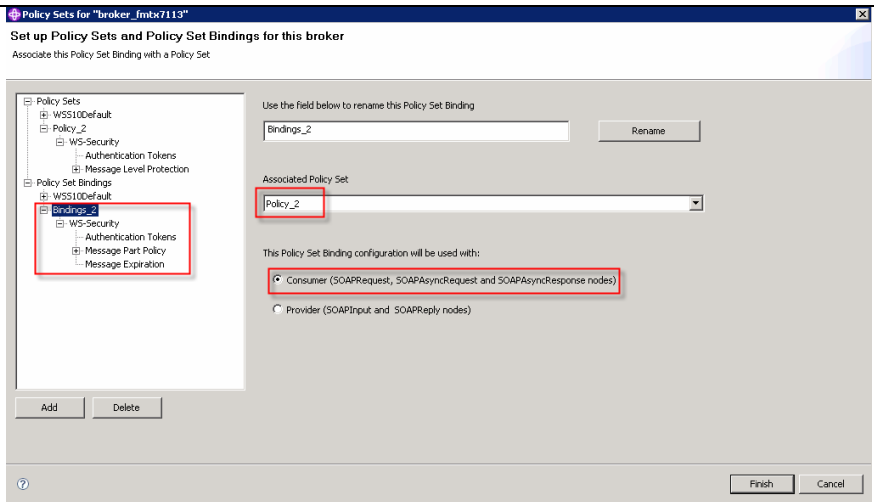 Policy Sets for "broker_fmtx7113"
Set up Policy Sets and Policy Set Bindings for this broker
Associate this Policy Set Binding with a Policy Set
Policy Sets
WSS10Default
Policy_2
WS-Security
Authentication Tokens
Message Level Protection
Policy Set Bindings
WSS10Default
Bindings_2
WS-Security
Authentication Tokens
Message Part Policy
Message Expiration
Add Delete
Use the field below to rename this Policy Set Binding
Bindings_2 Rename
Associated Policy Set
Policy_2
This Policy Set Binding configuration will be used with:
Consumer (SOAPRequest, SOAPAsyncRequest and SOAPAsyncResponse nodes)
Provider (SOAPInput and SOAPReply nodes)
? Finish Cancel